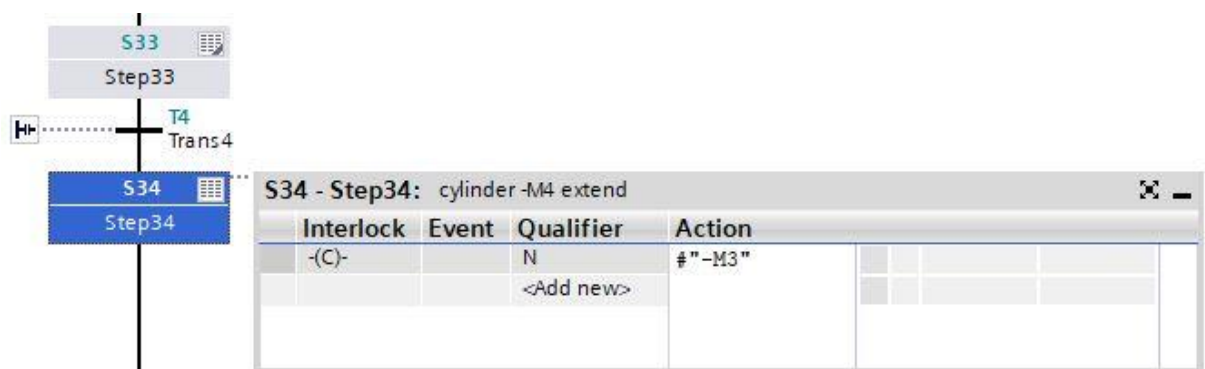 S33
Step33
T4
Trans4
S34
Step34
S34 - Step34: cylinder -M4 extend
Interlock Event Qualifier Action
-(C)- N #"-M3"
<Add new>